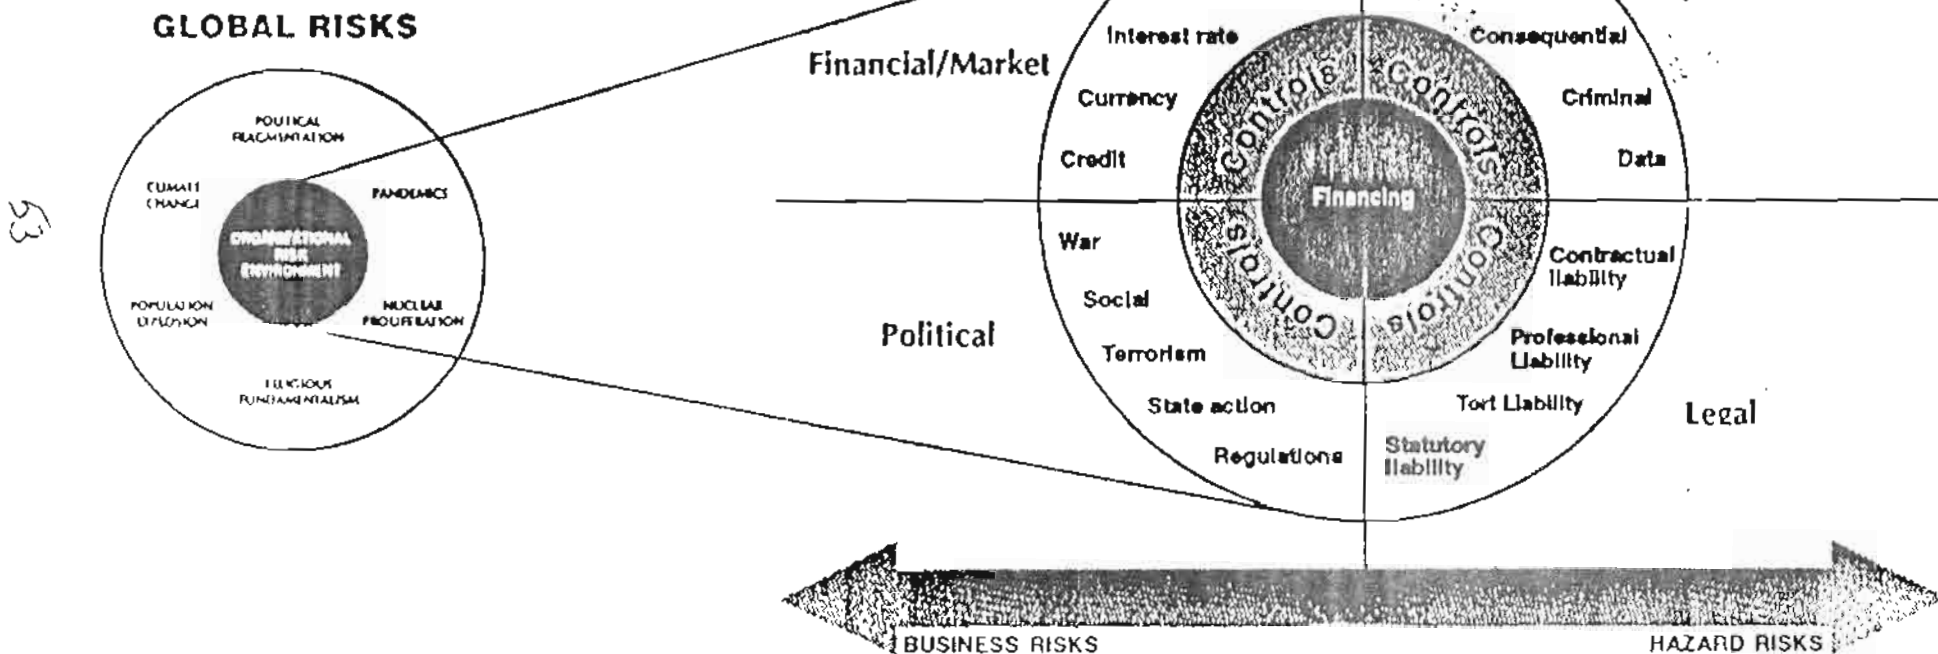 GLOBAL RISKS
POLITICAL
FRAGMENTATION
CLIMATE
CHANGE
PANDEMICS
ORGANIZATIONAL
RISK
ENVIRONMENT
POPULATION
EXPLOSION
NUCLEAR
PROLIFERATION
RELIGIOUS
FUNDAMENTALISM
53
Financial/Market
Interest rate
Currency
Credit
Consequential
Criminal
Data
Controls
Controls
Financing
Controls
Controls
Political
War
Social
Terrorism
State action
Regulations
Contractual
liability
Professional
Liability
Tort Liability
Statutory
liability
Legal
BUSINESS RISKS
HAZARD RISKS